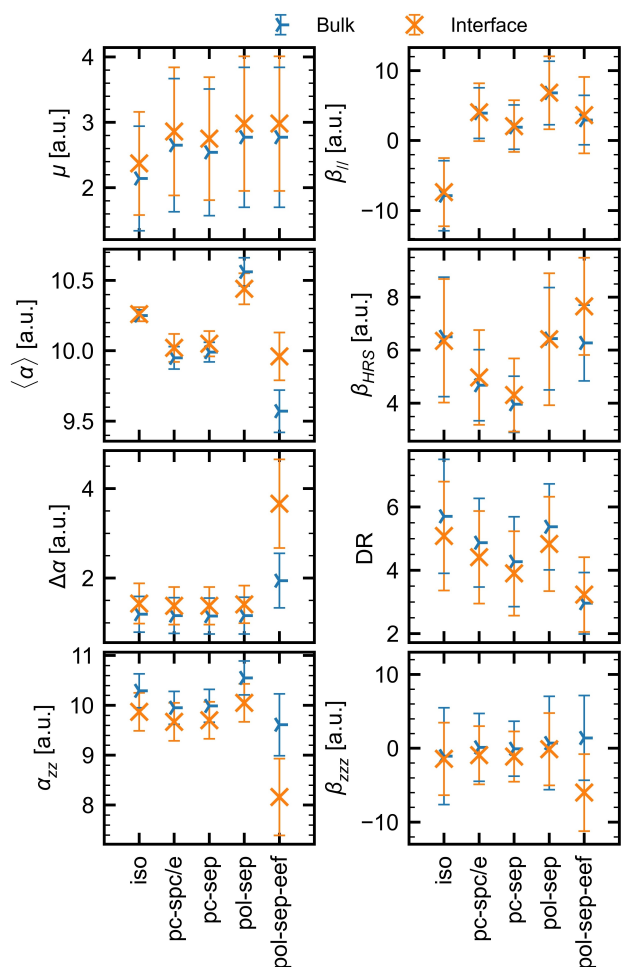 Bulk Interface
μ [a.u.]
4
3
2
β// [a.u.]
10
0
−10
⟨α⟩ [a.u.]
10.5
10.0
9.5
βHRS [a.u.]
8
6
4
Δα [a.u.]
4
2
DR
6
4
2
αzz [a.u.]
11
10
9
8
βzzz [a.u.]
10
0
−10
iso
pc-spc/e
pc-sep
pol-sep
pol-sep-eef
iso
pc-spc/e
pc-sep
pol-sep
pol-sep-eef